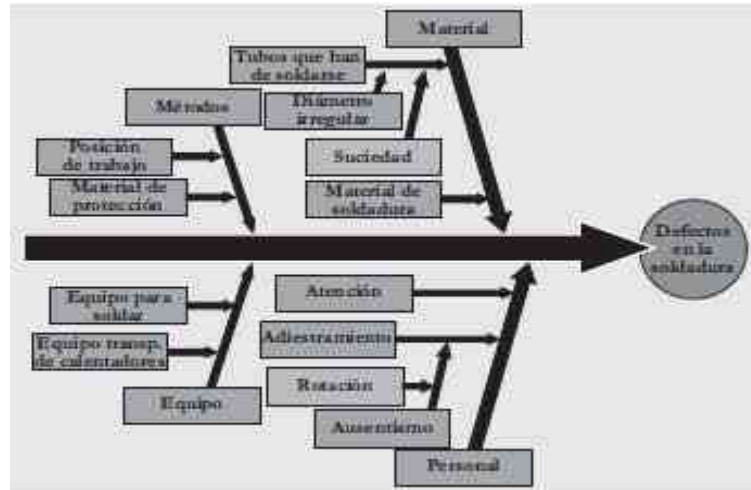 Material
Tubos que han
de soldarse
Métodos
Diámetro
irregular
Posición
de trabajo
Suciedad
Material de
protección
Material de
soldadura
Defectos
en la
soldadura
Equipo para
soldar
Atención
Equipo transp.
de calentadores
Adiestramiento
Rotación
Equipo
Ausentismo
Personal